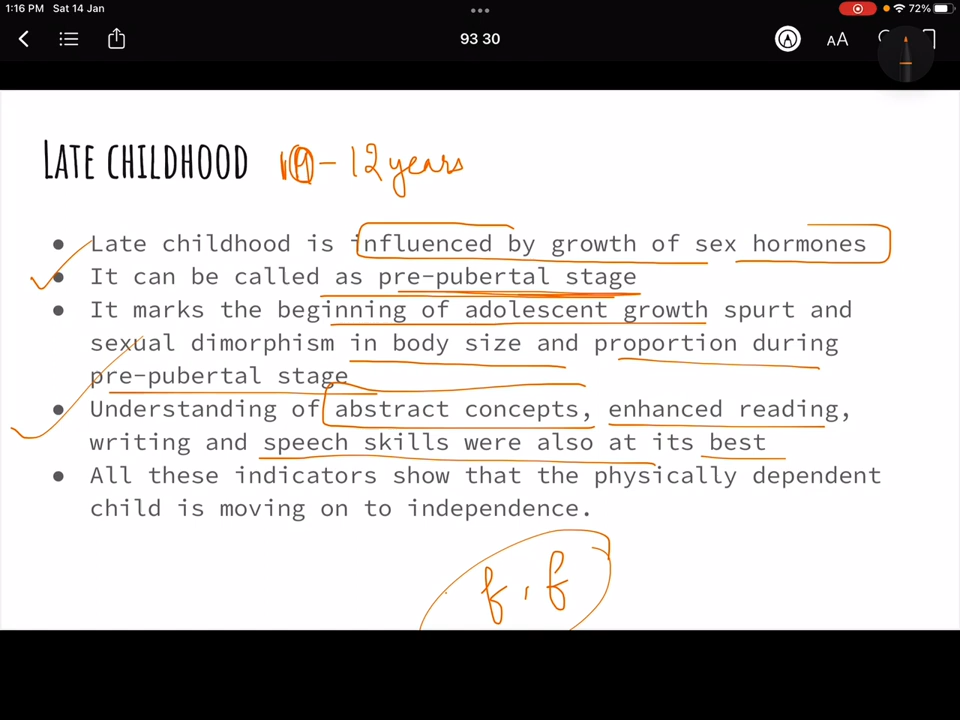 1:16 PM Sat 14 Jan
72%
93 30
AA
LATE CHILDHOOD - 12 years
• Late childhood is influenced by growth of sex hormones
• It can be called as pre-pubertal stage
• It marks the beginning of adolescent growth spurt and
sexual dimorphism in body size and proportion during
pre-pubertal stage
• Understanding of abstract concepts, enhanced reading,
writing and speech skills were also at its best
• All these indicators show that the physically dependent
child is moving on to independence.
f, f